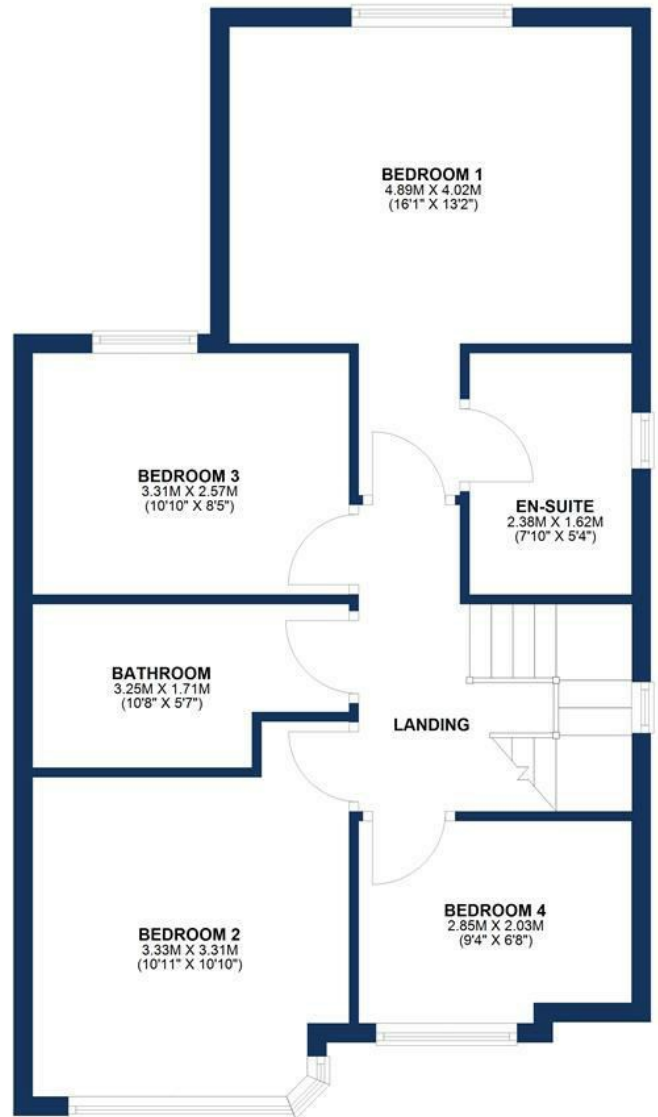 BEDROOM 1
4.89M X 4.02M
(16'1" X 13'2")
BEDROOM 3
3.31M X 2.57M
(10'10" X 8'5")
EN-SUITE
2.38M X 1.62M
(7'10" X 5'4")
BATHROOM
3.25M X 1.71M
(10'8" X 5'7")
LANDING
BEDROOM 2
3.33M X 3.31M
(10'11" X 10'10")
BEDROOM 4
2.85M X 2.03M
(9'4" X 6'8")